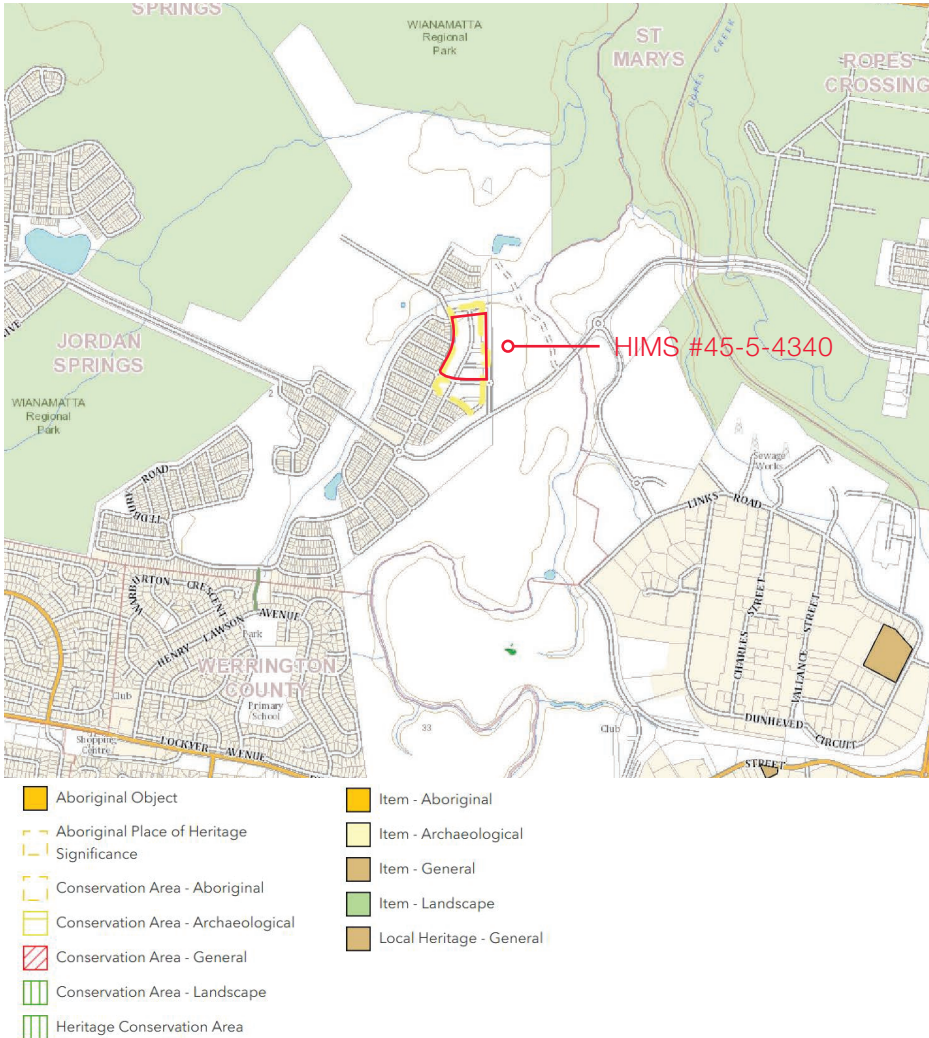 SPRINGS
WIANAMATTA
Regional
Park
ST
MARYS
ROPES
CREEK
ROPES
CROSSING
JORDAN
SPRINGS
HIMS #45-5-4340
2
WIANAMATTA
Regional
Park
Sewage
Works
ROAD
LINKS ROAD
CRESCENT
AVENUE
HENRY LAWSON
Park
CHARLES STREET
VALLANCE STREET
WERRINGTON
COUNTY
Club
Primary
School
DUNHEVED
CIRCUIT
33
Club
Shopping
Centre
LOCKYER AVENUE
STREET
Aboriginal Object
Aboriginal Place of Heritage
Significance
Conservation Area - Aboriginal
Conservation Area - Archaeological
Conservation Area - General
Conservation Area - Landscape
Heritage Conservation Area
Item - Aboriginal
Item - Archaeological
Item - General
Item - Landscape
Local Heritage - General